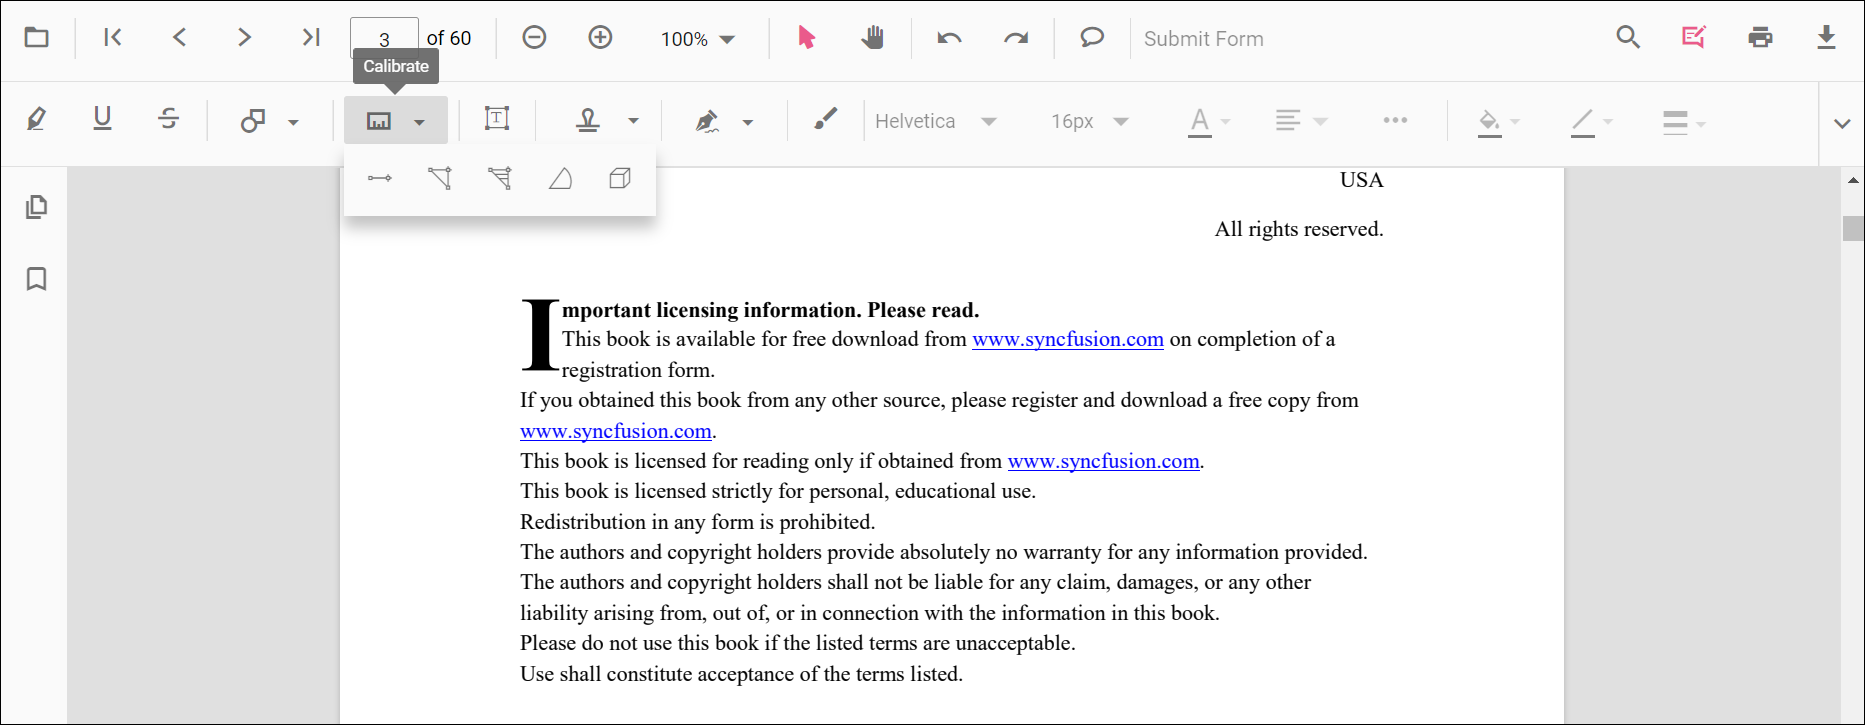 3 of 60 100% Submit Form
Calibrate
Helvetica 16px
USA
All rights reserved.
Important licensing information. Please read.
This book is available for free download from www.syncfusion.com on completion of a
registration form.
If you obtained this book from any other source, please register and download a free copy from
www.syncfusion.com.
This book is licensed for reading only if obtained from www.syncfusion.com.
This book is licensed strictly for personal, educational use.
Redistribution in any form is prohibited.
The authors and copyright holders provide absolutely no warranty for any information provided.
The authors and copyright holders shall not be liable for any claim, damages, or any other
liability arising from, out of, or in connection with the information in this book.
Please do not use this book if the listed terms are unacceptable.
Use shall constitute acceptance of the terms listed.